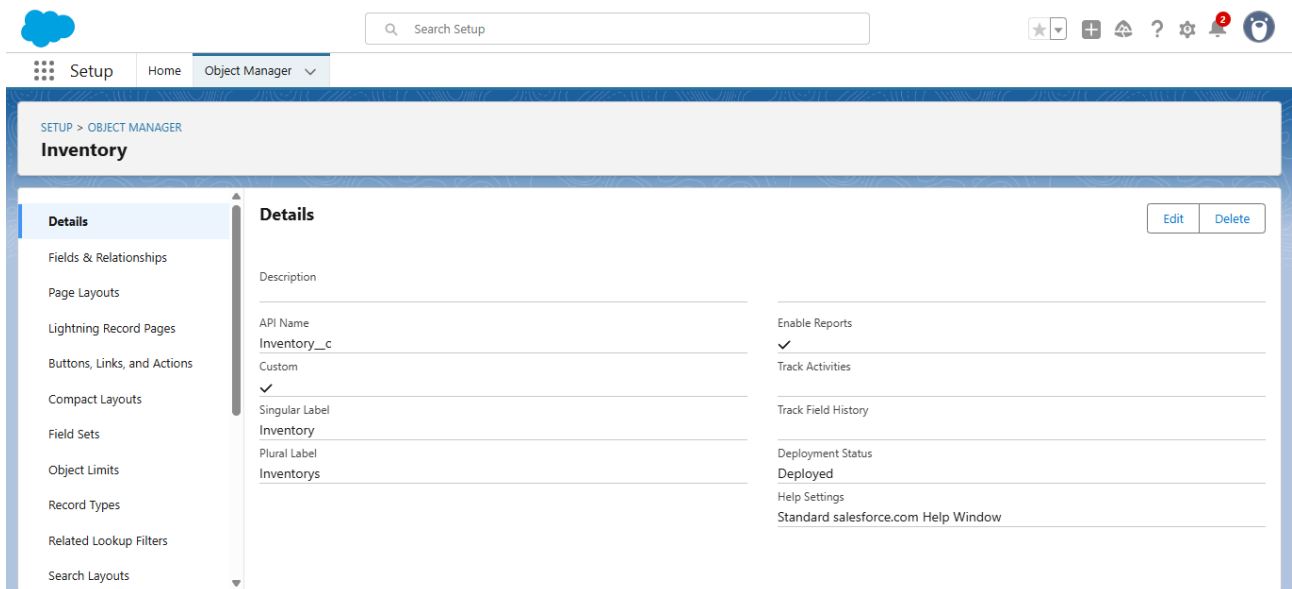 Search Setup
2
Setup
Home
Object Manager
SETUP > OBJECT MANAGER
Inventory
Details
Fields & Relationships
Page Layouts
Lightning Record Pages
Buttons, Links, and Actions
Compact Layouts
Field Sets
Object Limits
Record Types
Related Lookup Filters
Search Layouts
Details
Edit
Delete
Description
API Name
Inventory__c
Custom
Singular Label
Inventory
Plural Label
Inventorys
Enable Reports
Track Activities
Track Field History
Deployment Status
Deployed
Help Settings
Standard salesforce.com Help Window